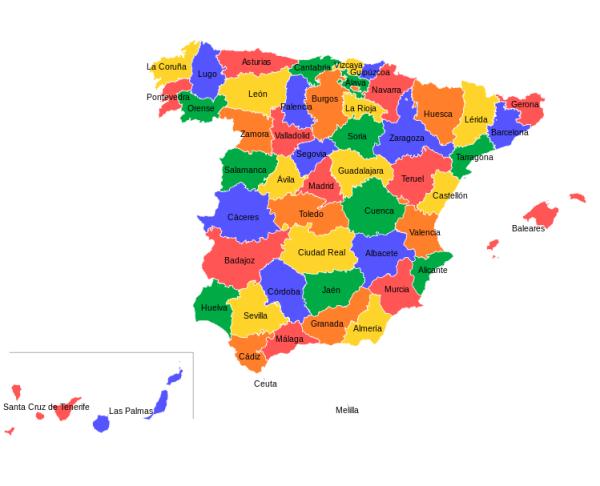 La Coruña
Lugo
Asturias
Cantabria
Vizcaya
Guipúzcoa
Álava
Navarra
Pontevedra
Orense
León
Palencia
Burgos
La Rioja
Huesca
Lérida
Gerona
Barcelona
Zamora
Valladolid
Soria
Zaragoza
Tarragona
Salamanca
Ávila
Segovia
Madrid
Guadalajara
Teruel
Castellón
Cáceres
Toledo
Cuenca
Valencia
Baleares
Badajoz
Ciudad Real
Albacete
Alicante
Huelva
Sevilla
Córdoba
Jaén
Murcia
Cádiz
Málaga
Granada
Almería
Ceuta
Melilla
Santa Cruz de Tenerife
Las Palmas